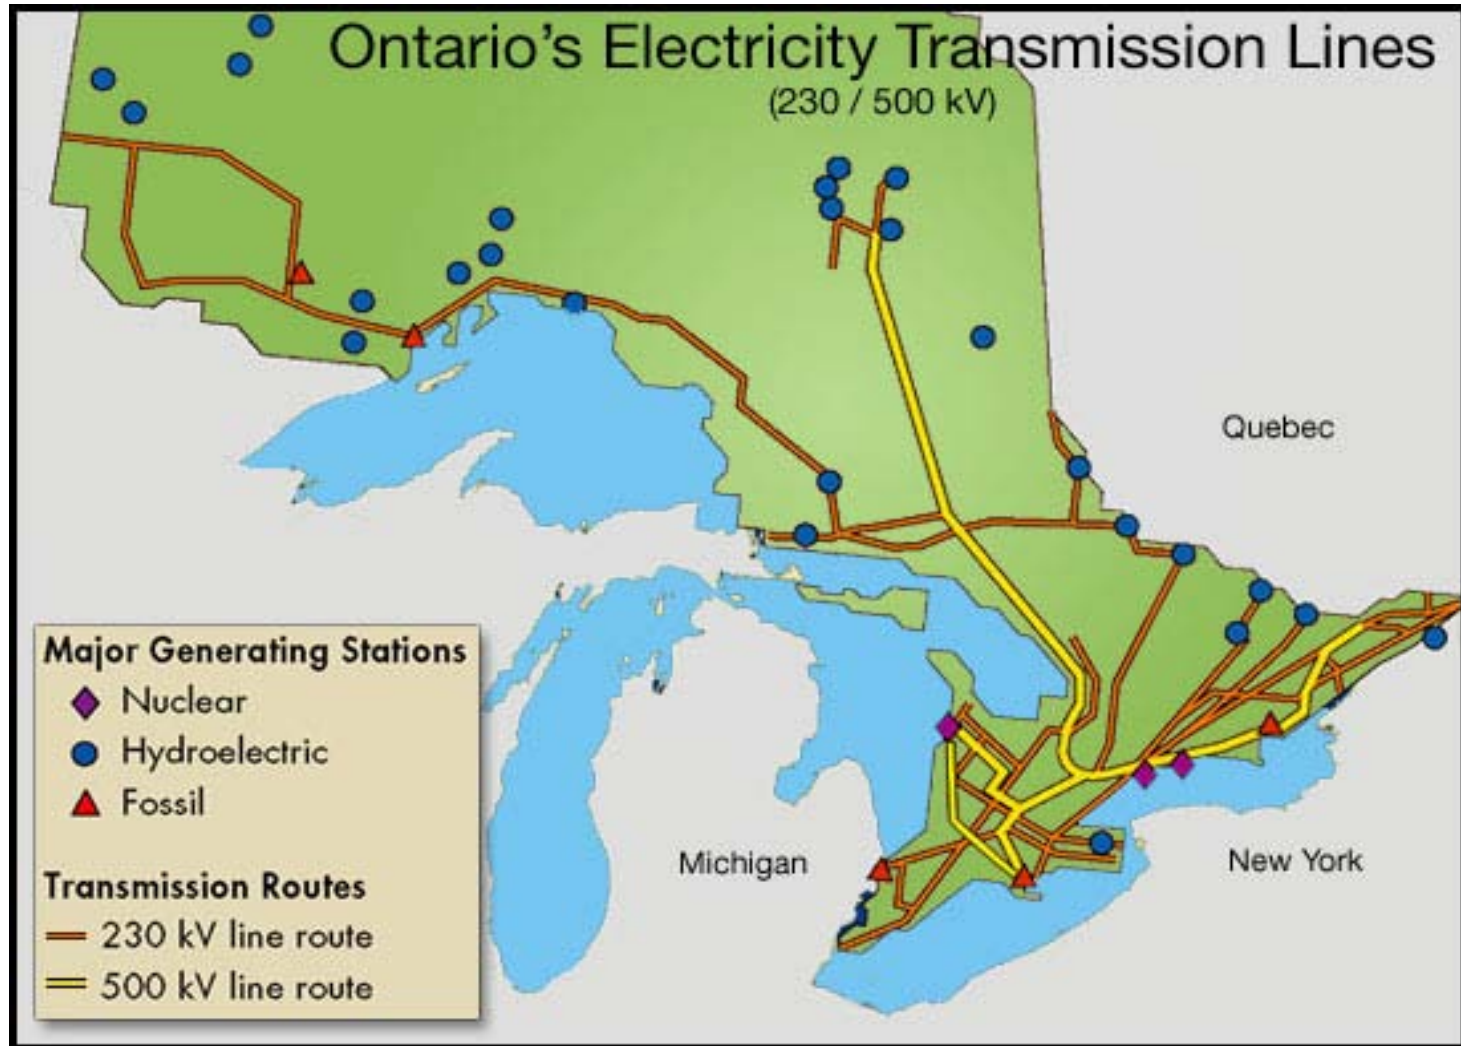 Ontario's Electricity Transmission Lines
(230 / 500 kV)
Quebec
Major Generating Stations
Nuclear
Hydroelectric
Fossil
Transmission Routes
230 kV line route
500 kV line route
Michigan
New York